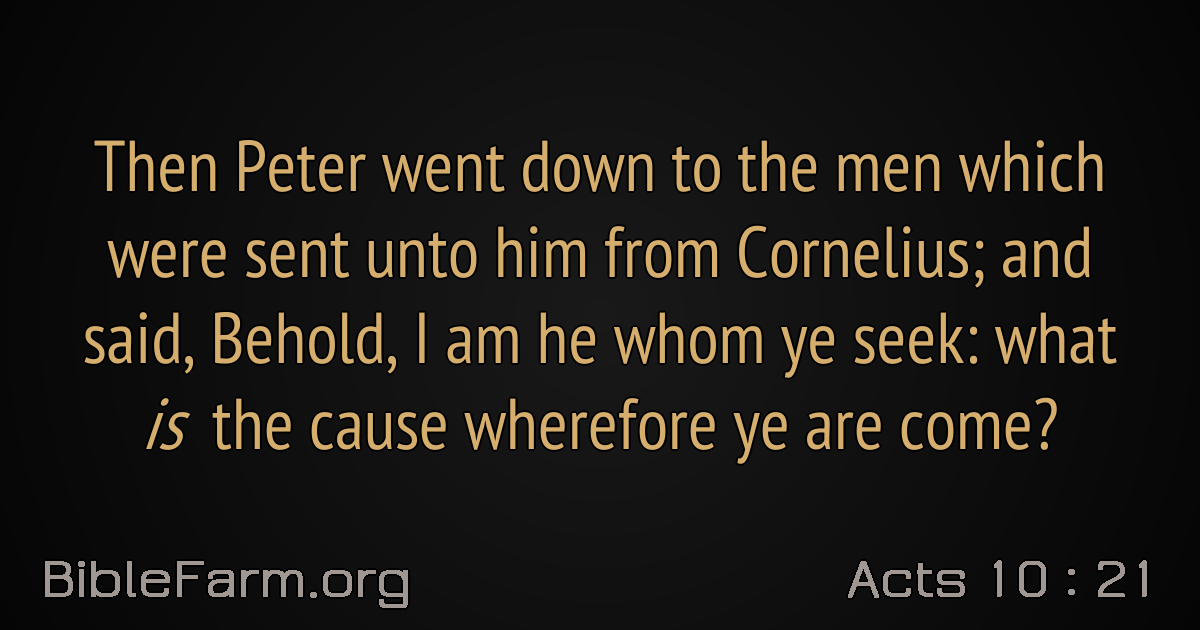 Then Peter went down to the men which
were sent unto him from Cornelius; and
said, Behold, I am he whom ye seek: what
is the cause wherefore ye are come?
BibleFarm.org
Acts 10 : 21